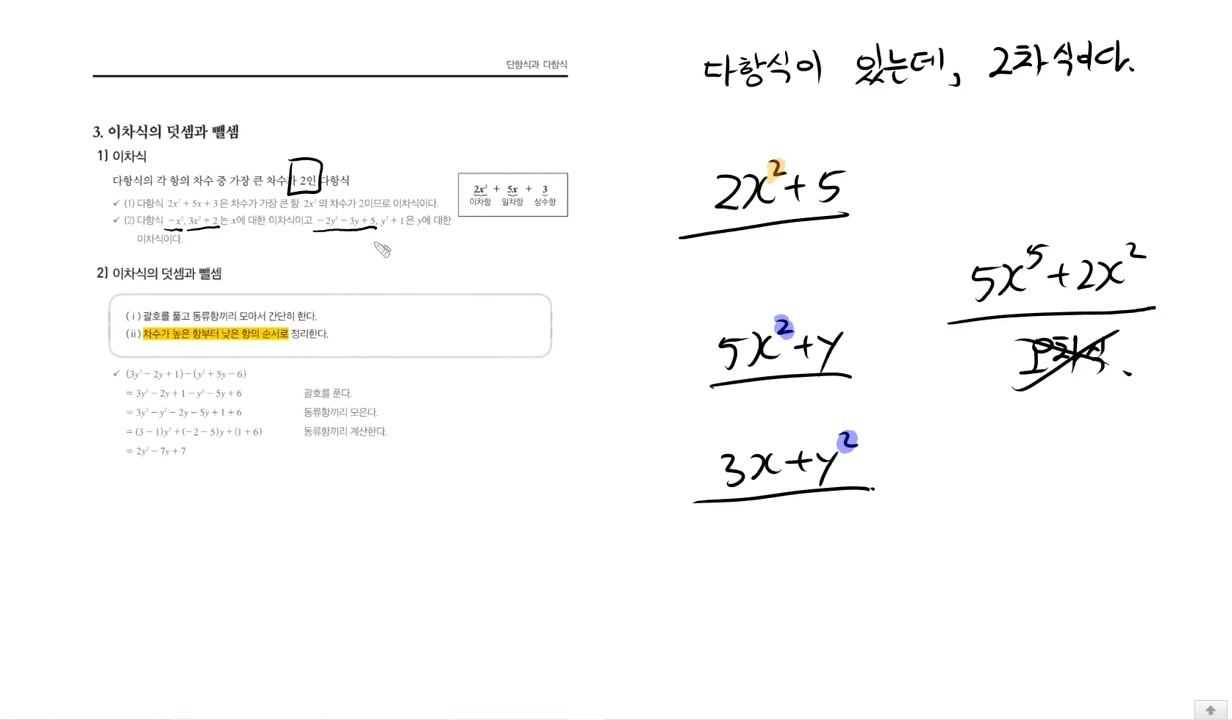 단항식과 다항식
3. 이차식의 덧셈과 뺄셈
1) 이차식
다항식의 각 항의 차수 중 가장 큰 차수가 2인 다항식
✓ (1) 다항식 2x²+5x+3은 차수가 가장 큰 항 2x²의 차수가 2이므로 이차식이다.
✓ (2) 다항식 −x², 3x²+2는 x에 대한 이차식이고 −2y²−3y+5, y²+1은 y에 대한
이차식이다.
2x² + 5x + 3
이차항 일차항 상수항
2) 이차식의 덧셈과 뺄셈
(ⅰ) 괄호를 풀고 동류항끼리 모아서 간단히 한다.
(ⅱ) 차수가 높은 항부터 낮은 항의 순서로 정리한다.
✓ (3y²−2y+1)−(y²+5y−6)
=3y²−2y+1−y²−5y+6 괄호를 푼다.
=3y²−y²−2y−5y+1+6 동류항끼리 모은다.
=(3−1)y²+(−2−5)y+(1+6) 동류항끼리 계산한다.
=2y²−7y+7
다항식이 있는데, 2차식이다.
2x²+5
5x⁵+2x²
오차식.
5x²+y
3x+y²